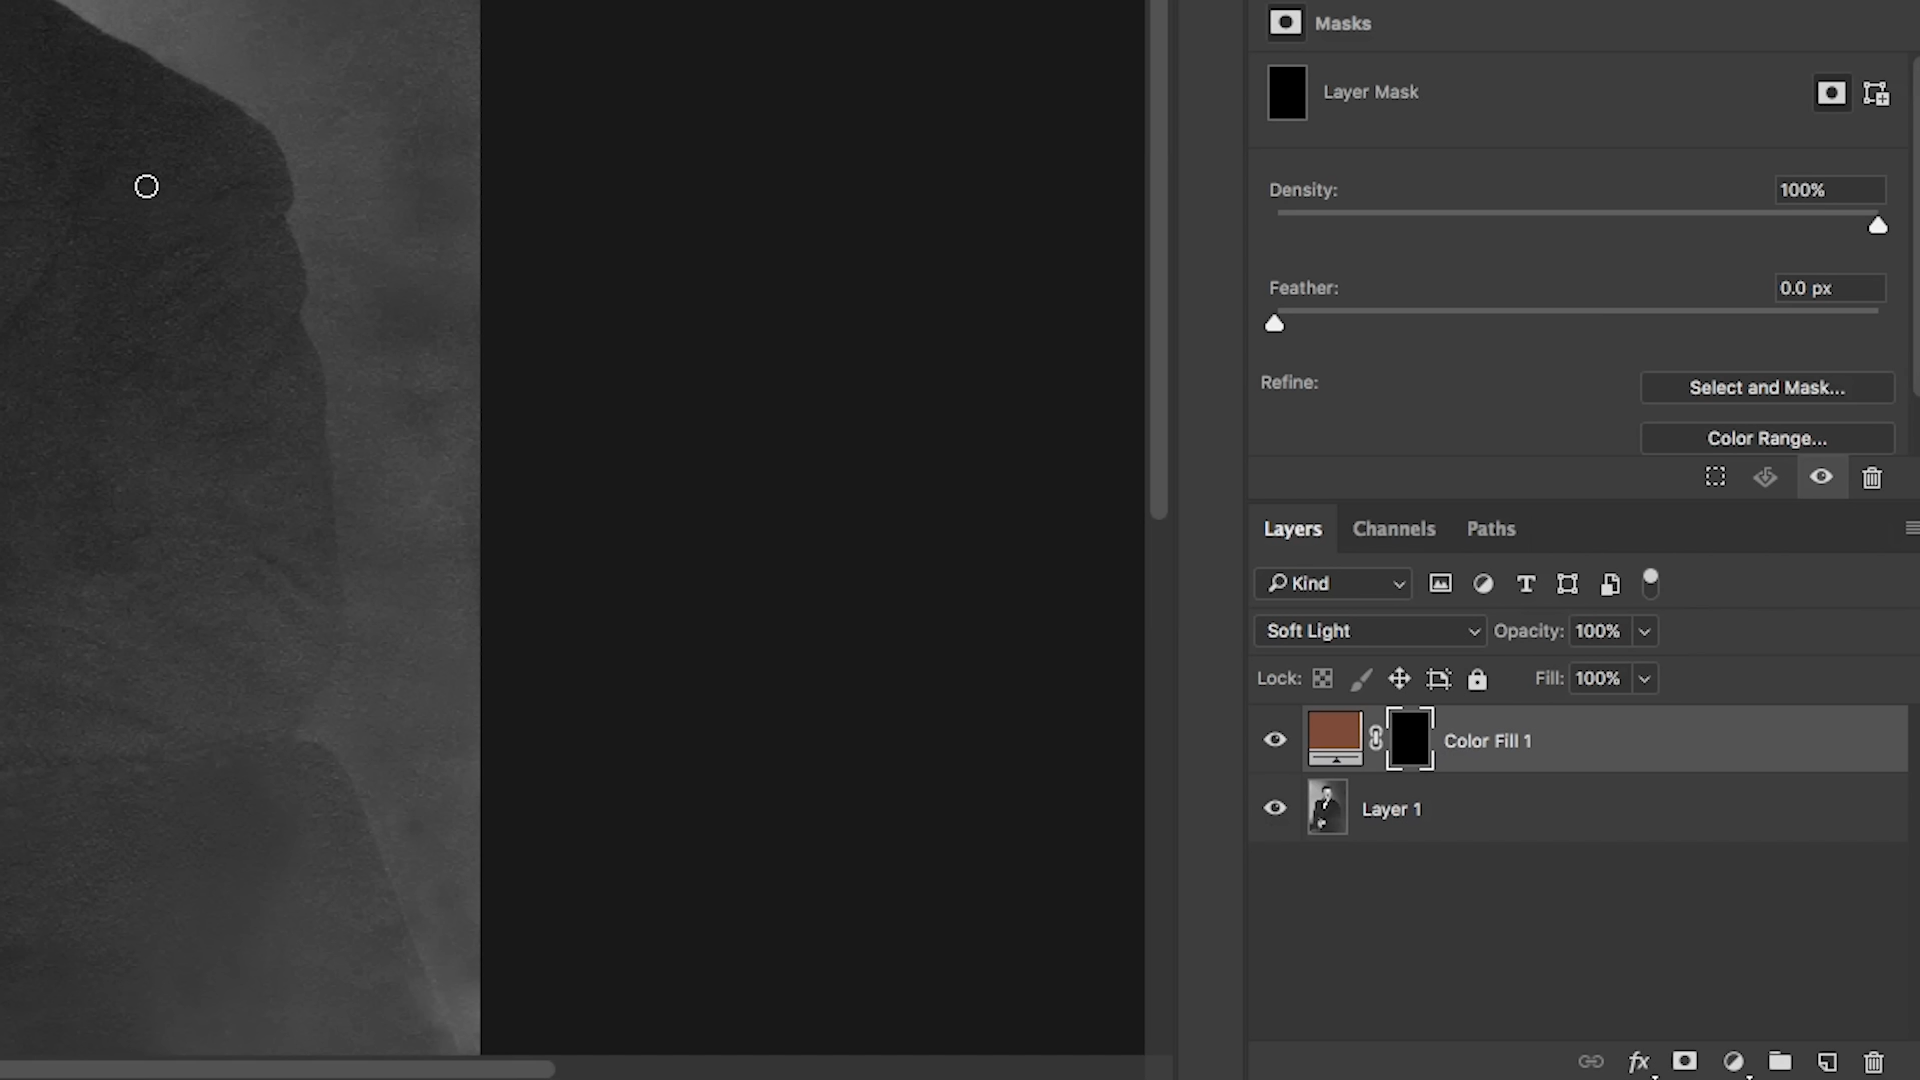 Masks
Layer Mask
Density: 100%
Feather: 0.0 px
Refine: Select and Mask...
Color Range...
Layers Channels Paths
Kind
Soft Light Opacity: 100%
Lock: Fill: 100%
Color Fill 1
Layer 1
fx